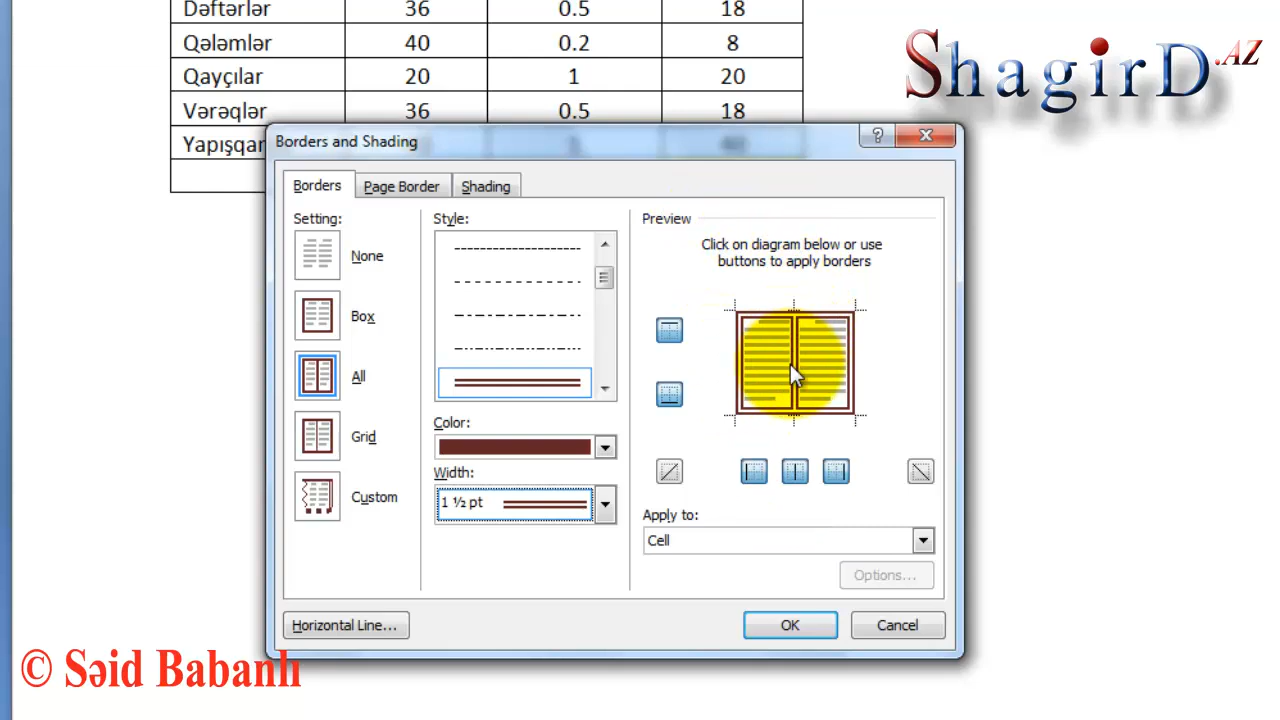 Dəftərlər 36 0.5 18
Qələmlər 40 0.2 8
Qayçılar 20 1 20
Vərəqlər 36 0.5 18
Yapışqan
ShagirD.AZ
Borders and Shading
Borders Page Border Shading
Setting:
None
Box
All
Grid
Custom
Style:
Color:
Width:
1 ½ pt
Preview
Click on diagram below or use
buttons to apply borders
Apply to:
Cell
Options...
Horizontal Line...
OK
Cancel
© Səid Babanlı